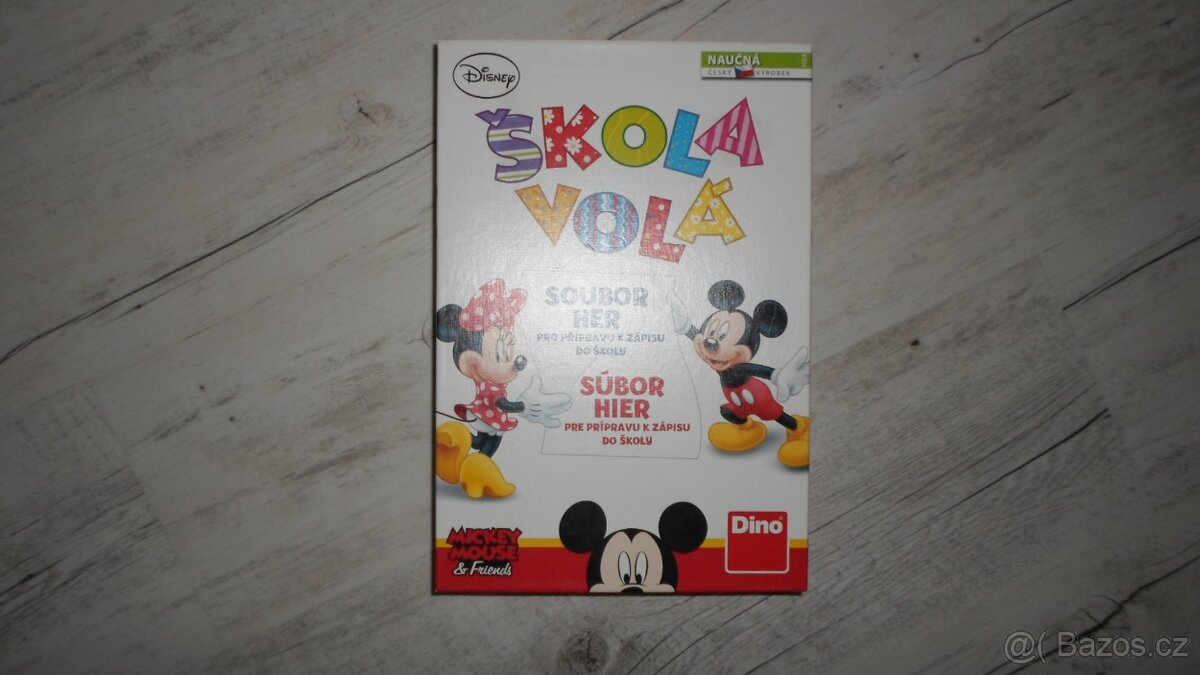 Disney
NAUČNÁ
ČESKÝ VÝROBEK
ŠKOLA
VOLÁ
SOUBOR
HER
PRO PŘÍPRAVU K ZÁPISU
DO ŠKOLY
SÚBOR
HIER
PRE PRÍPRAVU K ZÁPISU
DO ŠKOLY
MICKEY
MOUSE
& Friends
Dino
@( Bazos.cz